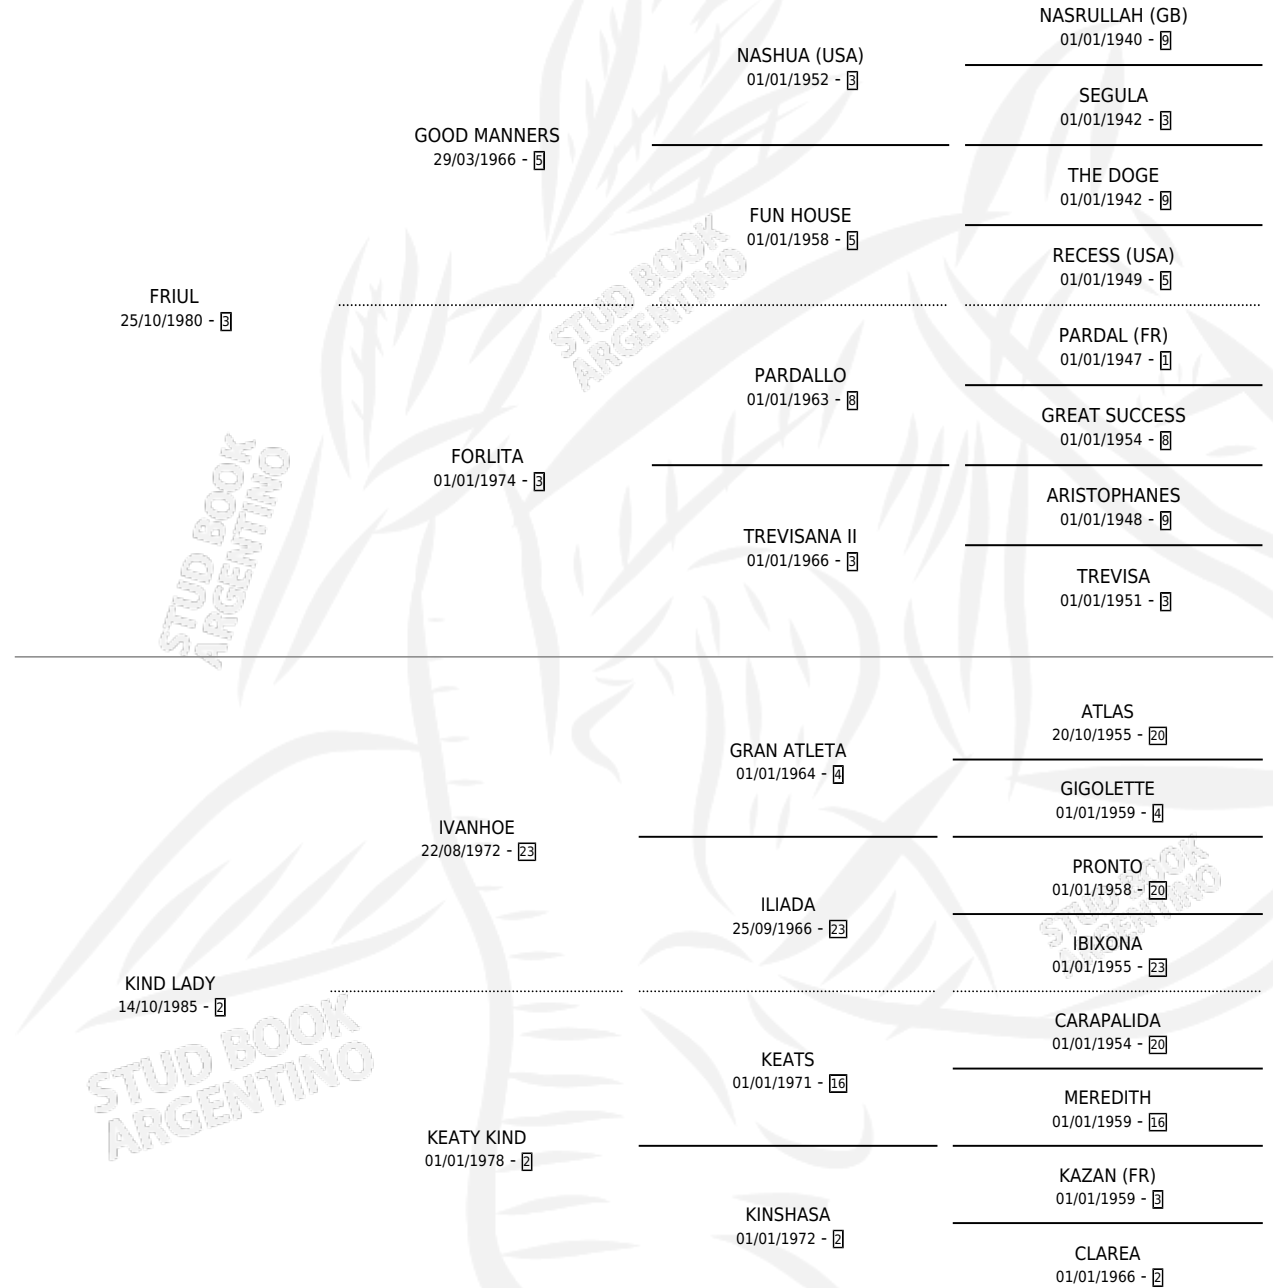 NASRULLAH (GB)
01/01/1940 - 9
NASHUA (USA)
01/01/1952 - 3
SEGULA
01/01/1942 - 3
GOOD MANNERS
29/03/1966 - 5
THE DOGE
01/01/1942 - 9
FUN HOUSE
01/01/1958 - 5
RECESS (USA)
01/01/1949 - 5
FRIUL
25/10/1980 - 3
STUD BOOK
ARGENTINO
PARDAL (FR)
01/01/1947 - 1
PARDALLO
01/01/1963 - 8
GREAT SUCCESS
01/01/1954 - 8
FORLITA
01/01/1974 - 3
ARISTOPHANES
01/01/1948 - 9
TREVISANA II
01/01/1966 - 3
TREVISA
01/01/1951 - 3
STUD BOOK
ARGENTINO
ATLAS
20/10/1955 - 20
GRAN ATLETA
01/01/1964 - 4
GIGOLETTE
01/01/1959 - 4
IVANHOE
22/08/1972 - 23
PRONTO
01/01/1958 - 20
ILIADA
25/09/1966 - 23
IBIXONA
01/01/1955 - 23
STUD BOOK
ARGENTINO
KIND LADY
14/10/1985 - 2
CARAPALIDA
01/01/1954 - 20
KEATS
01/01/1971 - 16
MEREDITH
01/01/1959 - 16
STUD BOOK
ARGENTINO
KEATY KIND
01/01/1978 - 2
KAZAN (FR)
01/01/1959 - 3
KINSHASA
01/01/1972 - 2
CLAREA
01/01/1966 - 2